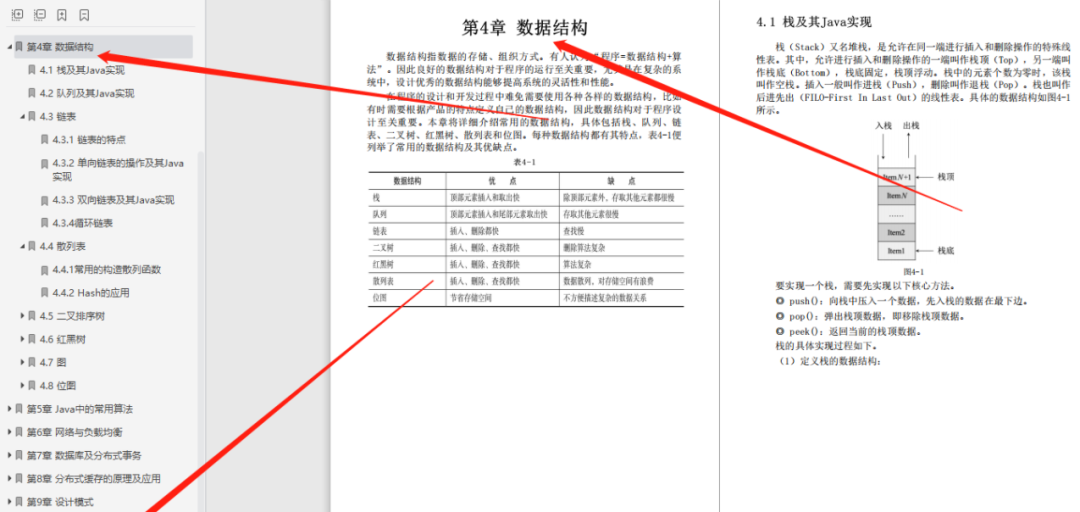 第4章 数据结构
4.1 栈及其Java实现
4.2 队列及其Java实现
4.3 链表
4.3.1 链表的特点
4.3.2 单向链表的操作及其Java
实现
4.3.3 双向链表及其Java实现
4.3.4循环链表
4.4 散列表
4.4.1常用的构造散列函数
4.4.2 Hash的应用
4.5 二叉排序树
4.6 红黑树
4.7 图
4.8 位图
第5章 Java中的常用算法
第6章 网络与负载均衡
第7章 数据库及分布式事务
第8章 分布式缓存的原理及应用
第9章 设计模式
第4章 数据结构
数据结构指数据的存储、组织方式。有人认为“程序=数据结构+算
法”。因此良好的数据结构对于程序的运行至关重要，尤其是在复杂的系
统中，设计优秀的数据结构能够提高系统的灵活性和性能。
在程序的设计和开发过程中难免需要使用各种各样的数据结构，比如
有时需要根据产品的特点定义自己的数据结构，因此数据结构对于程序设
计至关重要。本章将详细介绍常用的数据结构，具体包括栈、队列、链
表、二叉树、红黑树、散列表和位图。每种数据结构都有其特点，表4-1便
列举了常用的数据结构及其优缺点。
表4-1
数据结构 优 点 缺 点
栈 顶部元素插入和取出快 除顶部元素外，存取其他元素都很慢
队列 顶部元素插入和尾部元素取出快 存取其他元素很慢
链表 插入、删除都快 查找慢
二叉树 插入、删除、查找都快 删除算法复杂
红黑树 插入、删除、查找都快 算法复杂
散列表 插入、删除、查找都快 数据散列，对存储空间有浪费
位图 节省存储空间 不方便描述复杂的数据关系
4.1 栈及其Java实现
栈（Stack）又名堆栈，是允许在同一端进行插入和删除操作的特殊线
性表。其中，允许进行插入和删除操作的一端叫作栈顶（Top），另一端叫
作栈底（Bottom），栈底固定，栈顶浮动。栈中的元素个数为零时，该栈
叫作空栈。插入一般叫作进栈（Push），删除叫作退栈（Pop）。栈也叫作
后进先出（FILO-First In Last Out）的线性表。具体的数据结构如图4-1
所示。
入栈 出栈
Item N+1 栈顶
Item N
……
Item2
Item1 栈底
图4-1
要实现一个栈，需要先实现以下核心方法。
◎ push()：向栈中压入一个数据，先入栈的数据在最下边。
◎ pop()：弹出栈顶数据，即移除栈顶数据。
◎ peek()：返回当前的栈顶数据。
栈的具体实现过程如下。
（1）定义栈的数据结构：